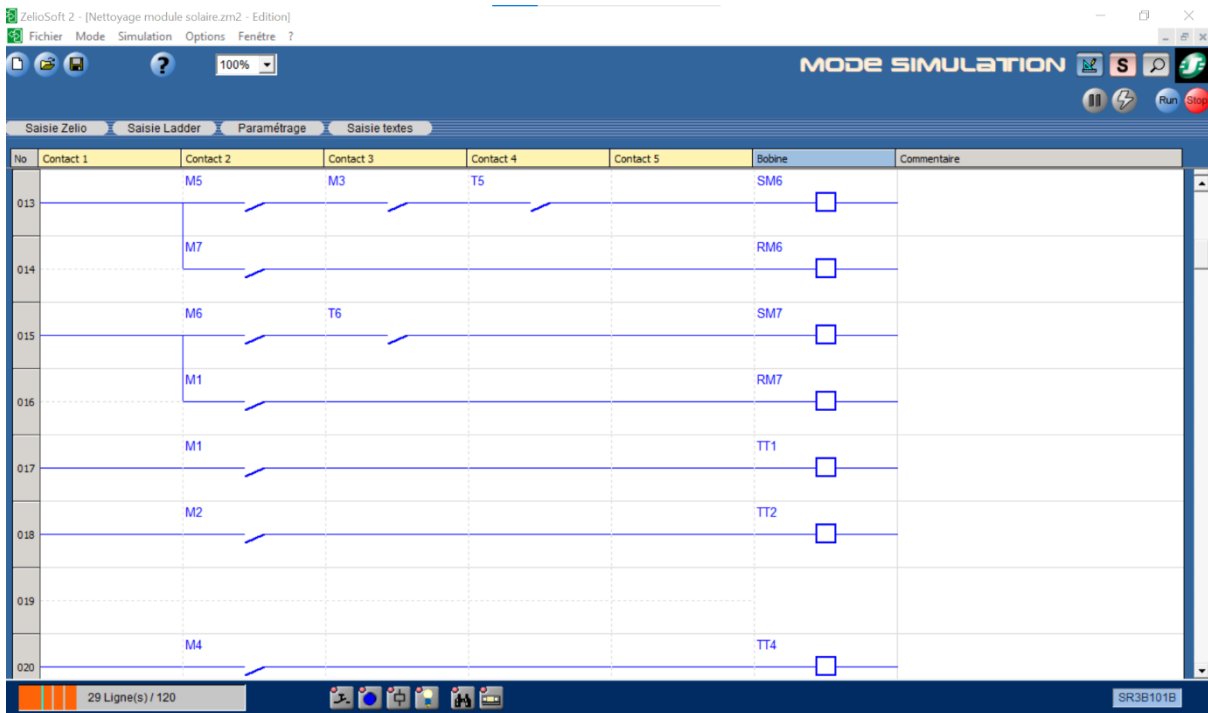 ZelioSoft 2 - [Nettoyage module solaire.zm2 - Edition]
Fichier Mode Simulation Options Fenêtre ?
? 100% MODE SIMULATION S
Run Stop
Saisie Zelio Saisie Ladder Paramétrage Saisie textes
No Contact 1 Contact 2 Contact 3 Contact 4 Contact 5 Bobine Commentaire
M5 M3 T5 SM6
013
M7 RM6
014
M6 T6 SM7
015
M1 RM7
016
M1 TT1
017
M2 TT2
018
019
M4 TT4
020
29 Ligne(s) / 120 SR3B101B